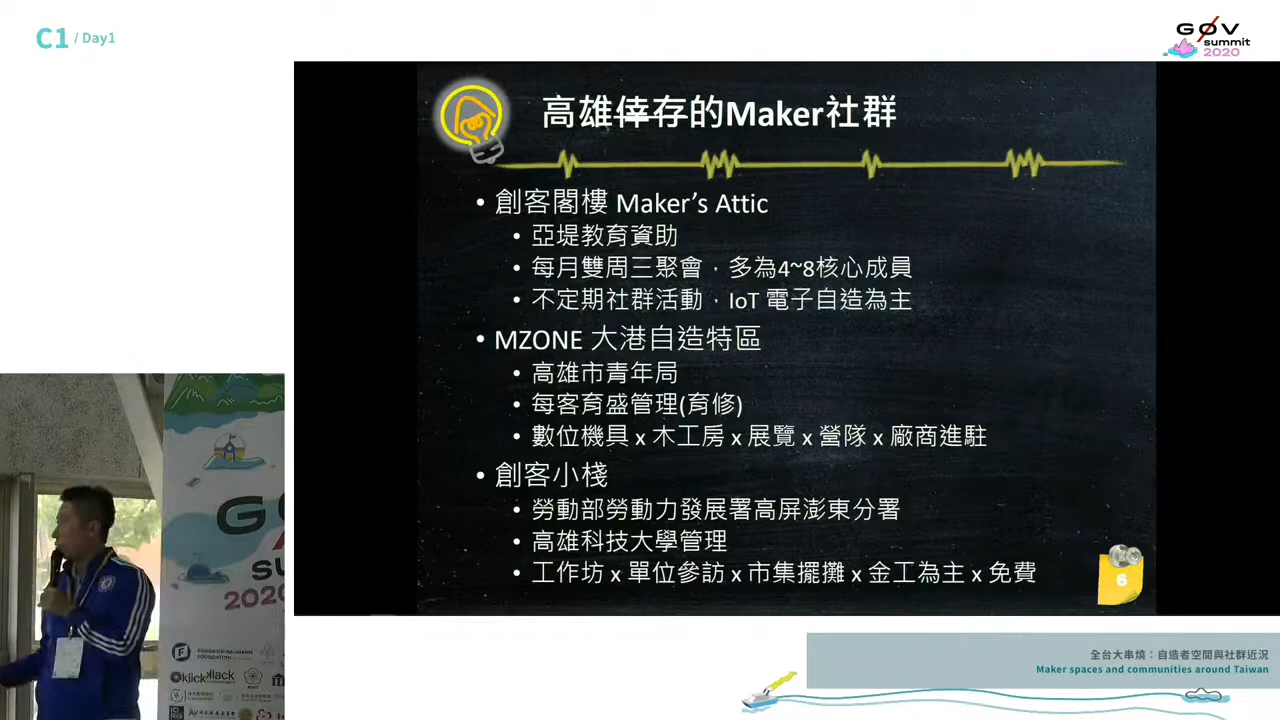 C1 / Day1
GØV
summit
2020
高雄倖存的Maker社群
• 創客閣樓 Maker’s Attic
• 亞堤教育資助
• 每月雙周三聚會，多為4~8核心成員
• 不定期社群活動，IoT 電子自造為主
• MZONE 大港自造特區
• 高雄市青年局
• 每客育盛管理(育修)
• 數位機具 x 木工房 x 展覽 x 營隊 x 廠商進駐
• 創客小棧
• 勞動部勞動力發展署高屏澎東分署
• 高雄科技大學管理
• 工作坊 x 單位參訪 x 市集擺攤 x 金工為主 x 免費
6
GØ
su
2020
FRIEDRICH NAUMANN
FOUNDATION
klickklack
全台大串燒：自造者空間與社群近況
Maker spaces and communities around Taiwan